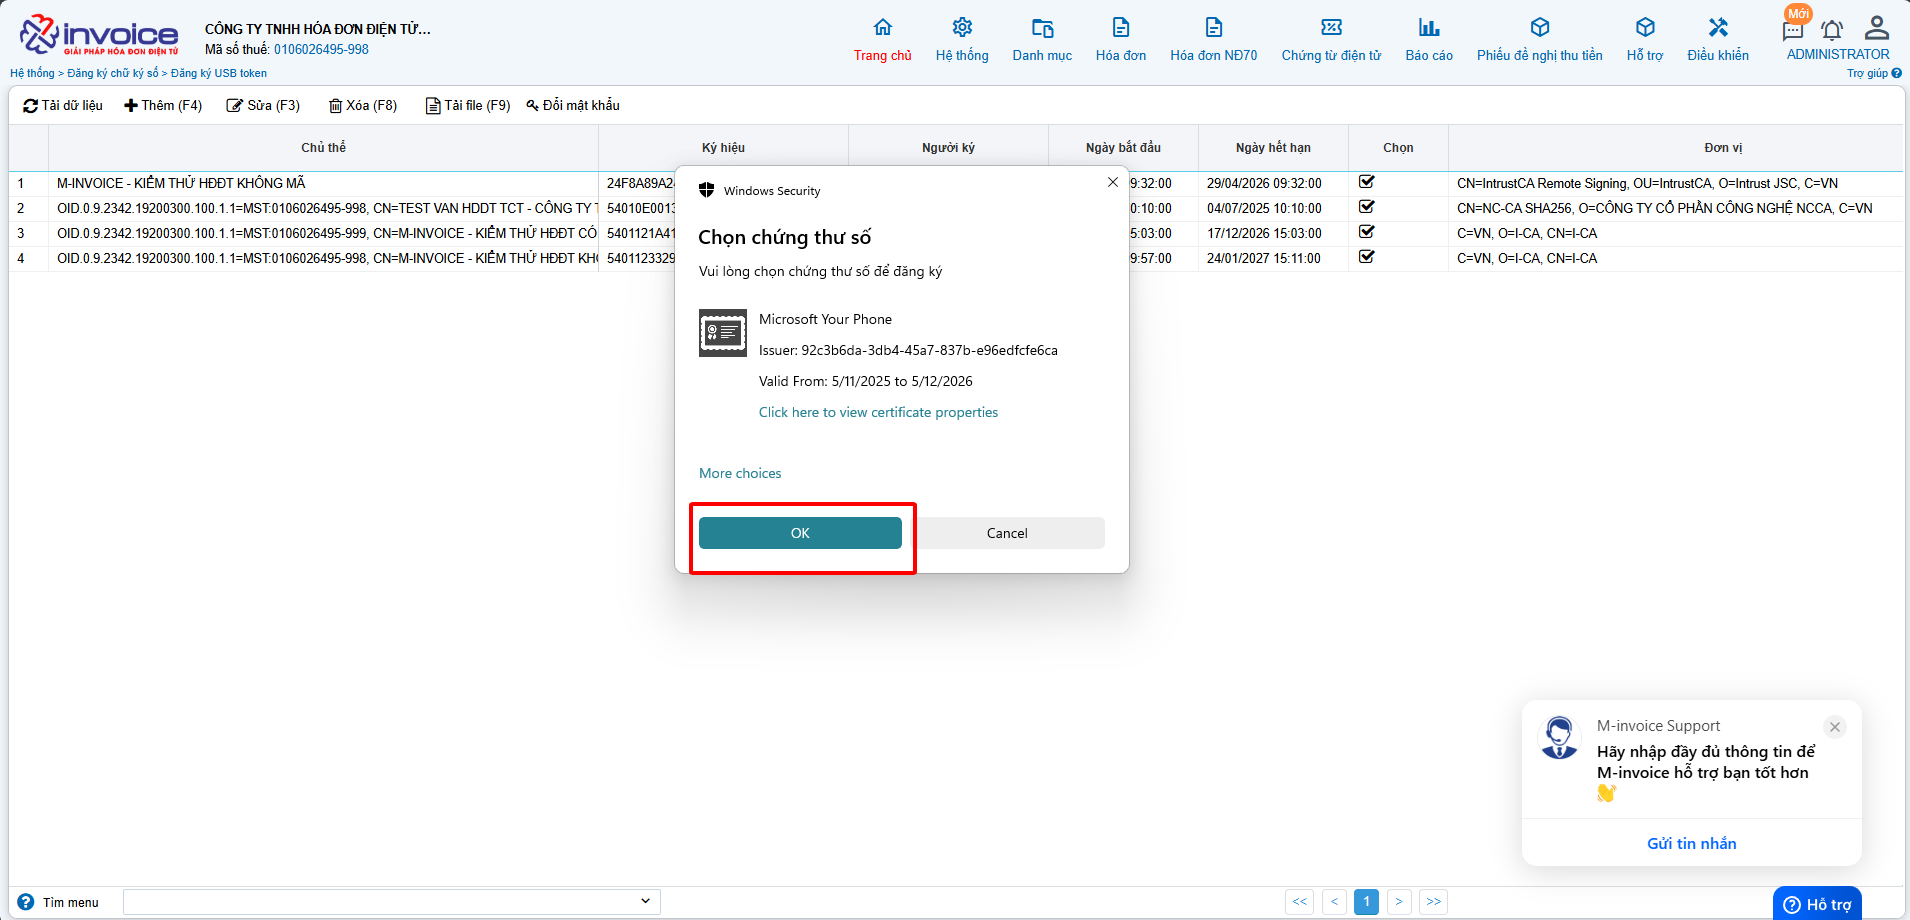 invoice
GIẢI PHÁP HÓA ĐƠN ĐIỆN TỬ
CÔNG TY TNHH HÓA ĐƠN ĐIỆN TỬ...
Mã số thuế: 0106026495-998
Trang chủ
Hệ thống
Danh mục
Hóa đơn
Hóa đơn NĐ70
Chứng từ điện tử
Báo cáo
Phiếu đề nghị thu tiền
Hỗ trợ
Điều khiển
Mới
ADMINISTRATOR
Hệ thống > Đăng ký chữ ký số > Đăng ký USB token
Trợ giúp
Tải dữ liệu
Thêm (F4)
Sửa (F3)
Xóa (F8)
Tải file (F9)
Đổi mật khẩu
Chủ thể
Ký hiệu
Người ký
Ngày bắt đầu
Ngày hết hạn
Chọn
Đơn vị
1 M-INVOICE - KIỂM THỬ HĐĐT KHÔNG MÃ 24F8A89A2 9:32:00 29/04/2026 09:32:00 CN=IntrustCA Remote Signing, OU=IntrustCA, O=Intrust JSC, C=VN
2 OID.0.9.2342.19200300.100.1.1=MST:0106026495-998, CN=TEST VAN HDDT TCT - CÔNG TY T 54010E0013 0:10:00 04/07/2025 10:10:00 CN=NC-CA SHA256, O=CÔNG TY CỔ PHẦN CÔNG NGHỆ NCCA, C=VN
3 OID.0.9.2342.19200300.100.1.1=MST:0106026495-999, CN=M-INVOICE - KIỂM THỬ HĐĐT CÓ 5401121A41 5:03:00 17/12/2026 15:03:00 C=VN, O=I-CA, CN=I-CA
4 OID.0.9.2342.19200300.100.1.1=MST:0106026495-998, CN=M-INVOICE - KIỂM THỬ HĐĐT KHÔ 5401123329 9:57:00 24/01/2027 15:11:00 C=VN, O=I-CA, CN=I-CA
Windows Security
Chọn chứng thư số
Vui lòng chọn chứng thư số để đăng ký
Microsoft Your Phone
Issuer: 92c3b6da-3db4-45a7-837b-e96edfcfe6ca
Valid From: 5/11/2025 to 5/12/2026
Click here to view certificate properties
More choices
OK
Cancel
M-invoice Support
Hãy nhập đầy đủ thông tin để
M-invoice hỗ trợ bạn tốt hơn
👋
Gửi tin nhắn
Tìm menu
<< < 1 > >>
Hỗ trợ